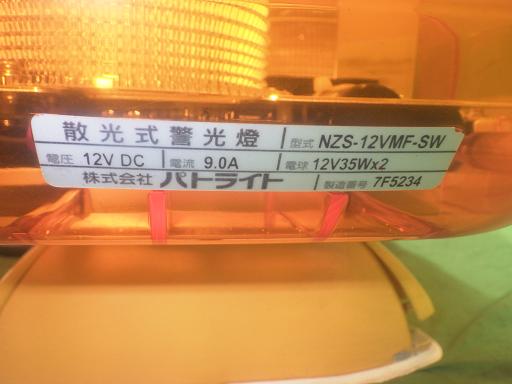 散光式警光燈 型式 NZS-12VMF-SW
電圧 12V DC 電流 9.0A 電球 12V35Wx2
株式会社 パトライト 製造番号 7F5234